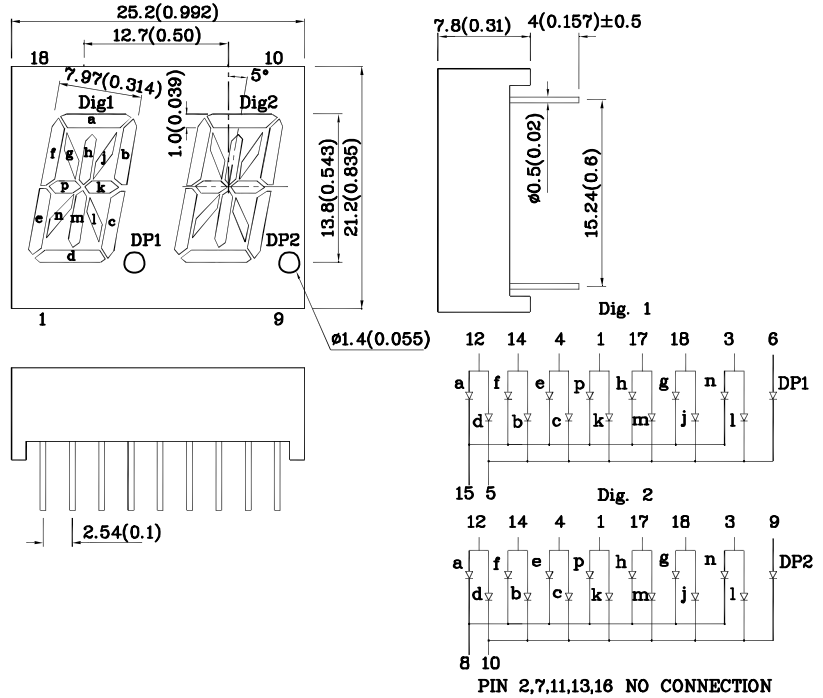 25.2(0.992)
12.7(0.50)
18 10
7.97(0.314)
5°
1.0(0.039)
Dig1 Dig2
a
f g h j b
p k
e n m l c
d
DP1 DP2
13.8(0.543)
21.2(0.835)
1 9
ø1.4(0.055)
7.8(0.31) 4(0.157)±0.5
ø0.5(0.02)
15.24(0.6)
2.54(0.1)
Dig. 1
12 14 4 1 17 18 3 6
a f e p h g n DP1
d b c k m j l
15 5
Dig. 2
12 14 4 1 17 18 3 9
a f e p h g n DP2
d b c k m j l
8 10
PIN 2,7,11,13,16 NO CONNECTION